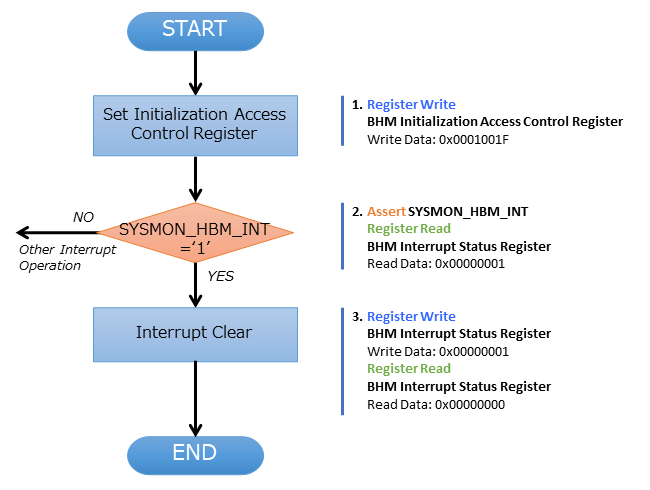 START
Set Initialization Access
Control Register
1. Register Write
BHM Initialization Access Control Register
Write Data: 0x0001001F
NO
SYSMON_HBM_INT
=‘1’
Other Interrupt
Operation
YES
2. Assert SYSMON_HBM_INT
Register Read
BHM Interrupt Status Register
Read Data: 0x00000001
Interrupt Clear
3. Register Write
BHM Interrupt Status Register
Write Data: 0x00000001
Register Read
BHM Interrupt Status Register
Read Data: 0x00000000
END